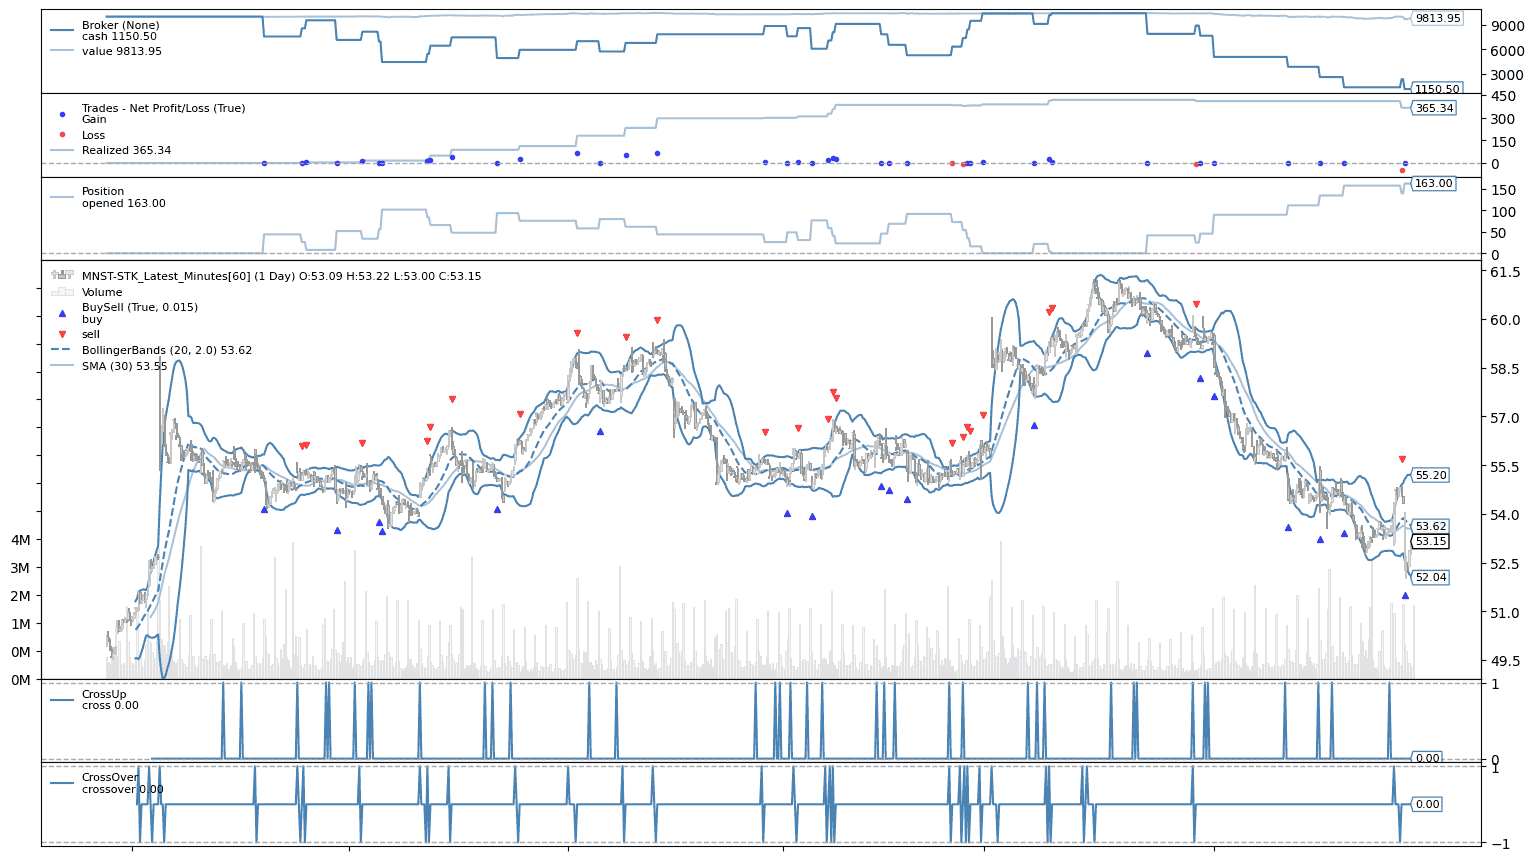 Broker (None)
cash 1150.50
value 9813.95
9813.95
1150.50
9000
6000
3000
Trades - Net Profit/Loss (True)
Gain
Loss
Realized 365.34
365.34
450
300
150
0
Position
opened 163.00
163.00
150
100
50
0
MNST-STK_Latest_Minutes[60] (1 Day) O:53.09 H:53.22 L:53.00 C:53.15
Volume
BuySell (True, 0.015)
buy
sell
BollingerBands (20, 2.0) 53.62
SMA (30) 53.55
4M
3M
2M
1M
0M
0M
61.5
60.0
58.5
57.0
55.5
54.0
52.5
51.0
49.5
55.20
53.62
53.15
52.04
CrossUp
cross 0.00
0.00
1
0
CrossOver
crossover 0.00
0.00
1
−1